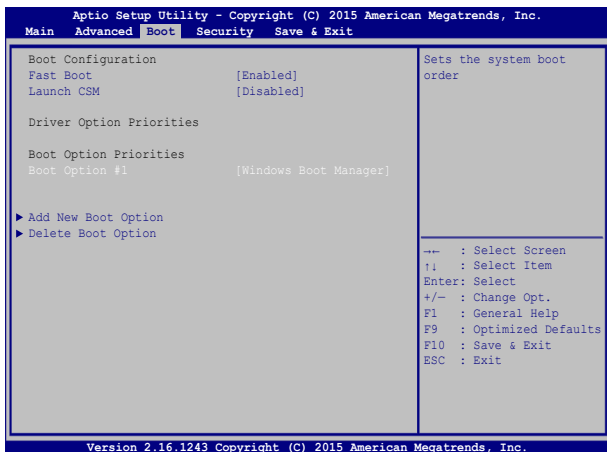 Aptio Setup Utility - Copyright (C) 2015 American Megatrends, Inc.
Main Advanced Boot Security Save & Exit
Boot Configuration
Fast Boot [Enabled]
Launch CSM [Disabled]
Driver Option Priorities
Boot Option Priorities
Boot Option #1 [Windows Boot Manager]
▶ Add New Boot Option
▶ Delete Boot Option
Sets the system boot
order
→← : Select Screen
↑↓ : Select Item
Enter: Select
+/— : Change Opt.
F1 : General Help
F9 : Optimized Defaults
F10 : Save & Exit
ESC : Exit
Version 2.16.1243 Copyright (C) 2015 American Megatrends, Inc.